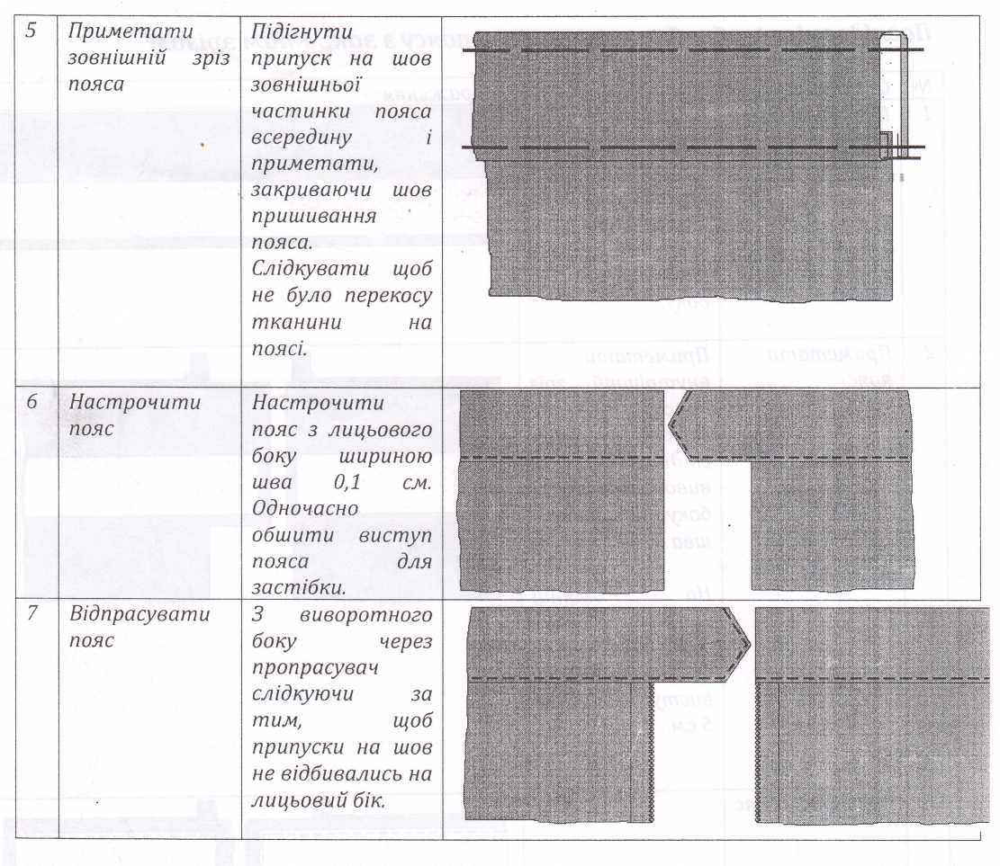 5
Приметати
зовнішній зріз
пояса
Підігнути
припуск на шов
зовнішньої
частинки пояса
всередину і
приметати,
закриваючи шов
пришивання
пояса.
Слідкувати щоб
не було перекосу
тканини на
поясі.
6
Настрочити
пояс
Настрочити
пояс з лицьового
боку шириною
шва 0,1 см.
Одночасно
обшити виступ
пояса для
застібки.
7
Відпрасувати
пояс
З виворотного
боку через
пропрасувач
слідкуючи за
тим, щоб
припуски на шов
не відбивались на
лицьовий бік.